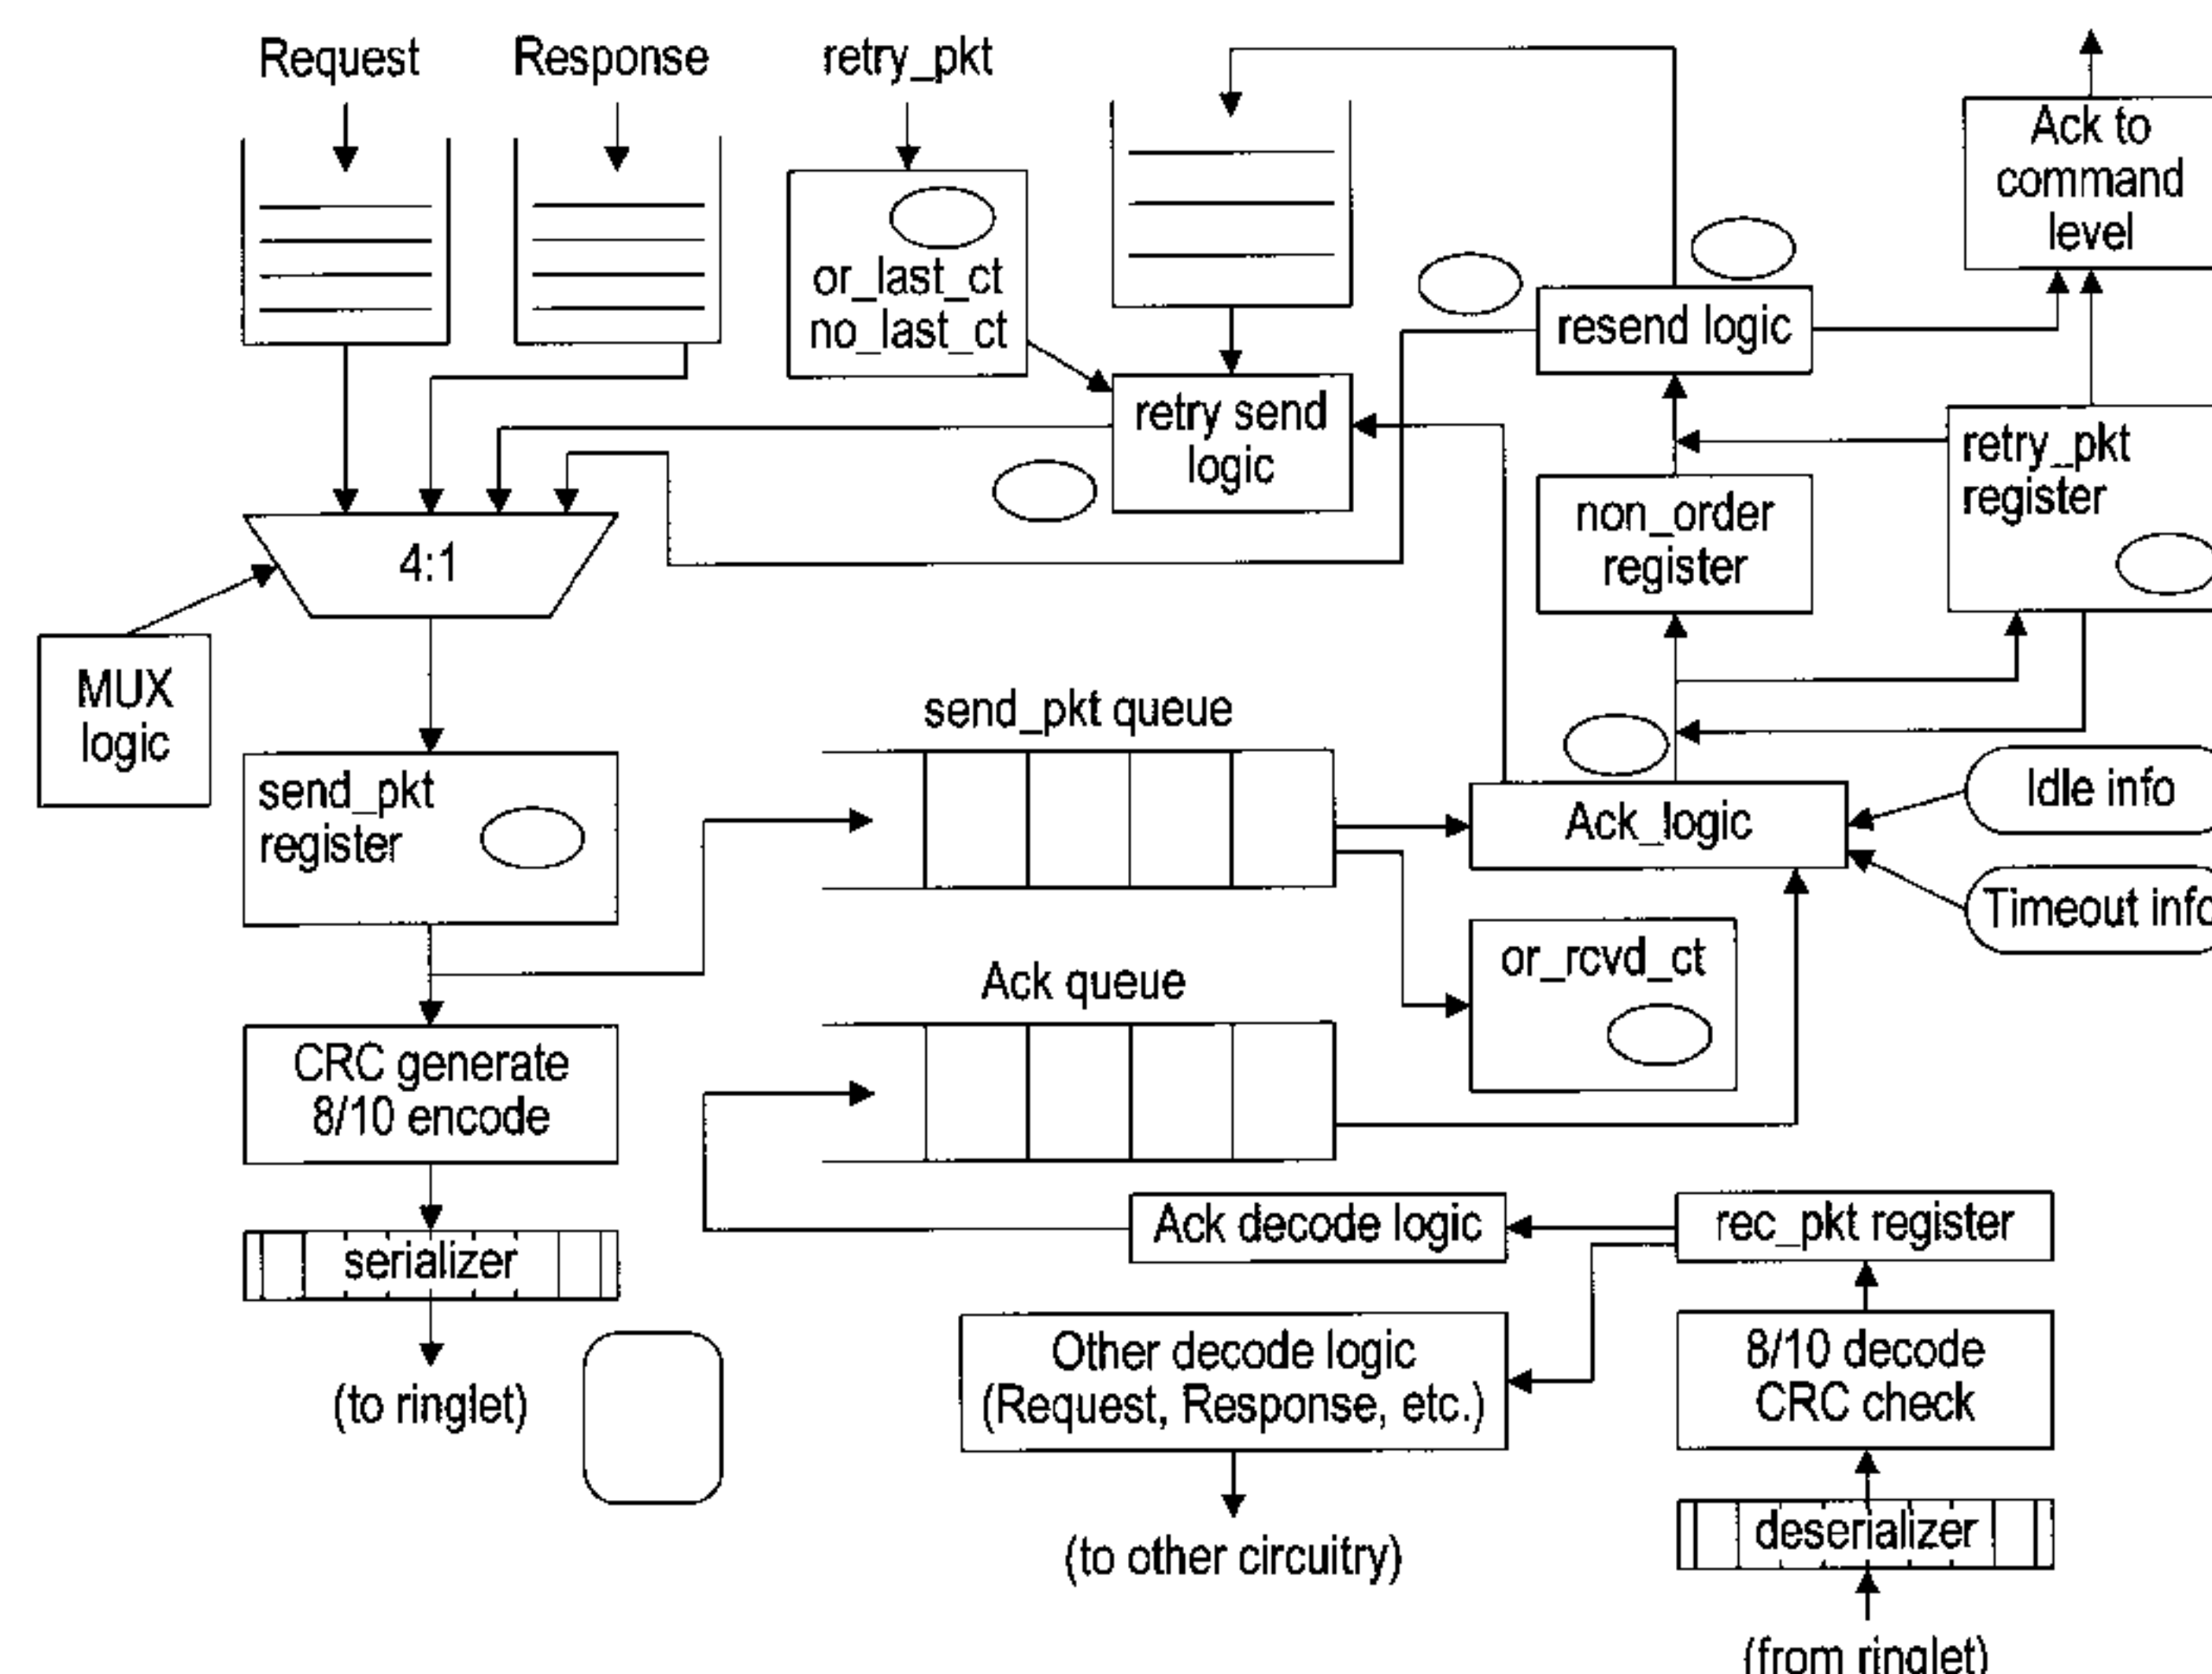 Request
Response
retry_pkt
Ack to
command
level
or_last_ct
no_last_ct
resend logic
retry send
logic
retry_pkt
register
non_order
register
4:1
MUX
logic
send_pkt queue
send_pkt
register
Ack_logic
Idle info
Timeout info
or_rcvd_ct
Ack queue
CRC generate
8/10 encode
Ack decode logic
rec_pkt register
serializer
Other decode logic
(Request, Response, etc.)
8/10 decode
CRC check
(to ringlet)
deserializer
(to other circuitry)
(from ringlet)